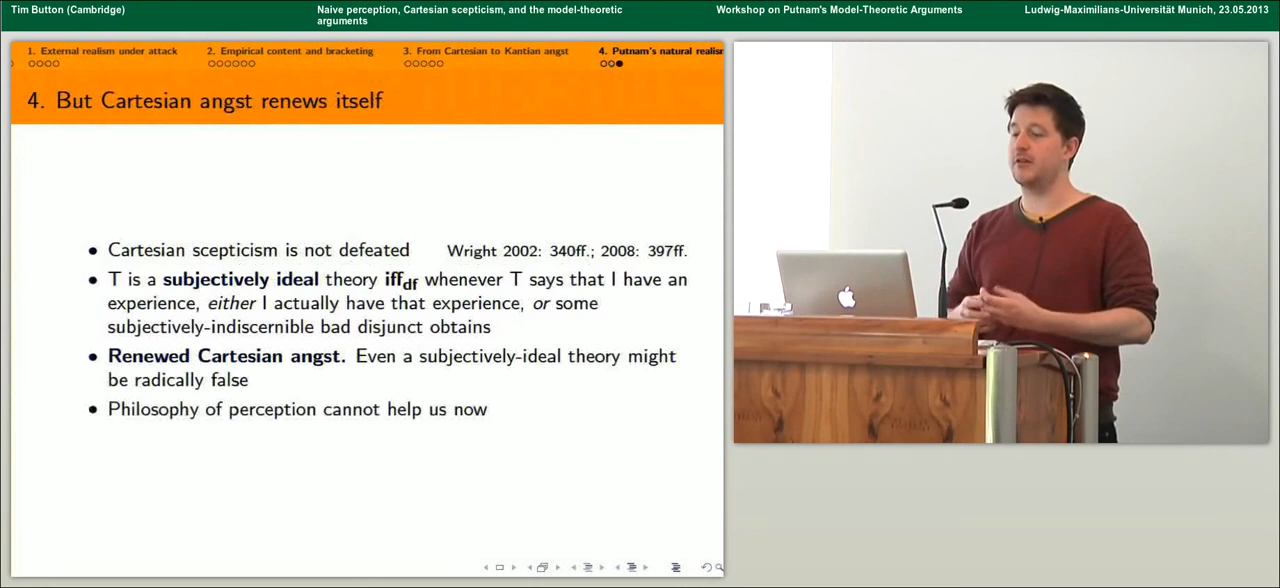 Tim Button (Cambridge)
Naive perception, Cartesian scepticism, and the model-theoretic
arguments
Workshop on Putnam's Model-Theoretic Arguments
Ludwig-Maximilians-Universität Munich, 23.05.2013
1. External realism under attack
2. Empirical content and bracketing
3. From Cartesian to Kantian angst
4. Putnam's natural realism
4. But Cartesian angst renews itself
• Cartesian scepticism is not defeated Wright 2002: 340ff.; 2008: 397ff.
• T is a subjectively ideal theory iffdf whenever T says that I have an
experience, either I actually have that experience, or some
subjectively-indiscernible bad disjunct obtains
• Renewed Cartesian angst. Even a subjectively-ideal theory might
be radically false
• Philosophy of perception cannot help us now